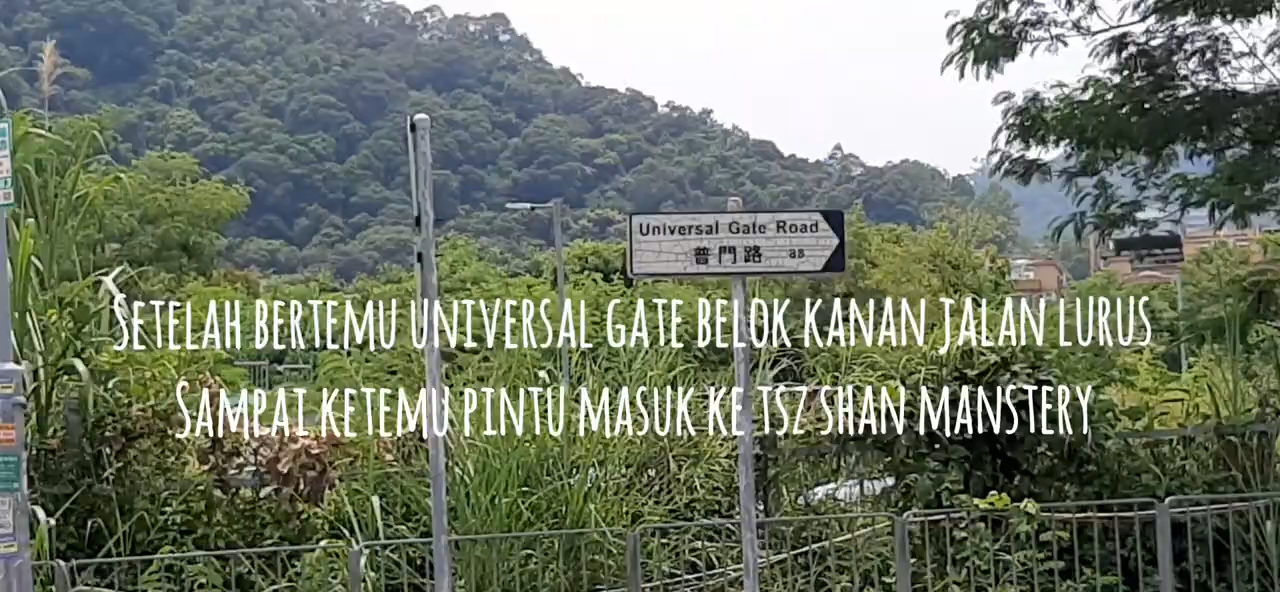 Universal Gate Road
普門路 88
SETELAH BERTEMU UNIVERSAL GATE BELOK KANAN JALAN LURUS
SAMPAI KETEMU PINTU MASUK KE TSZ SHAN MANSTERY